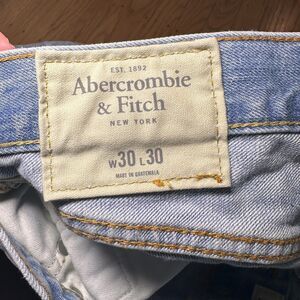 EST. 1892
Abercrombie
& Fitch
NEW YORK
W30 L30
MADE IN GUATEMALA